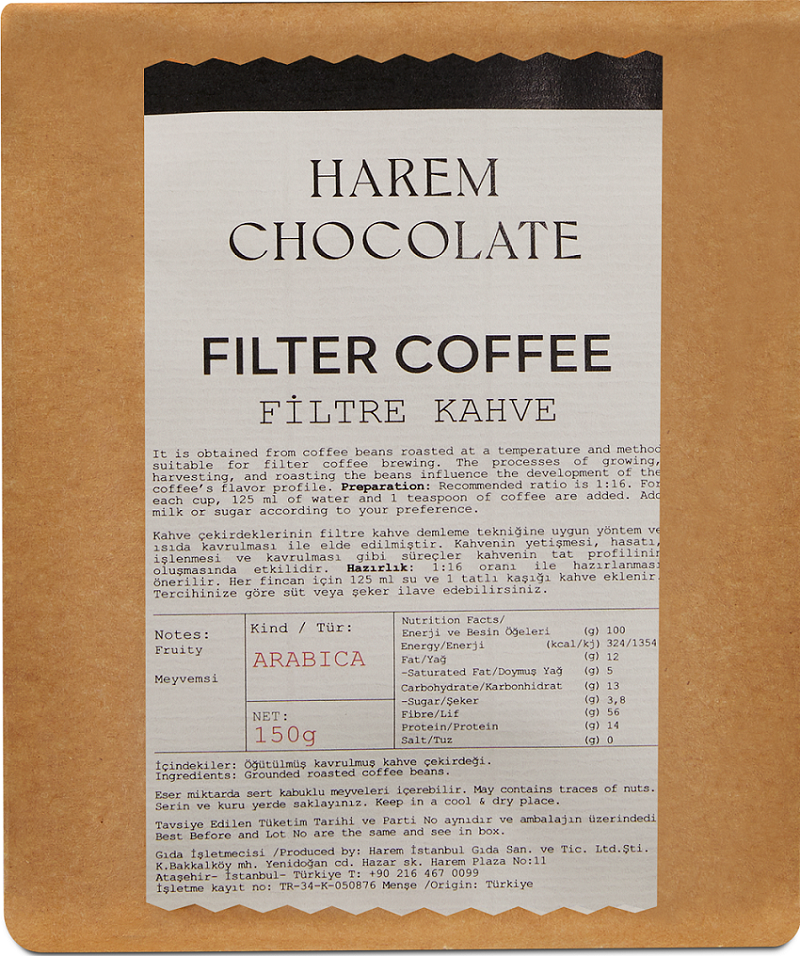 HAREM
CHOCOLATE
FILTER COFFEE
FİLTRE KAHVE
It is obtained from coffee beans roasted at a temperature and method
suitable for filter coffee brewing. The processes of growing,
harvesting, and roasting the beans influence the development of the
coffee's flavor profile. Preparation: Recommended ratio is 1:16. For
each cup, 125 ml of water and 1 teaspoon of coffee are added. Add
milk or sugar according to your preference.
Kahve çekirdeklerinin filtre kahve demleme tekniğine uygun yöntem ve
ısıda kavrulması ile elde edilmiştir. Kahvenin yetişmesi, hasatı,
işlenmesi ve kavrulması gibi süreçler kahvenin tat profilinin
oluşmasında etkilidir. Hazırlık: 1:16 oranı ile hazırlanması
önerilir. Her fincan için 125 ml su ve 1 tatlı kaşığı kahve eklenir.
Tercihinize göre süt veya şeker ilave edebilirsiniz.
Notes:
Fruity
Meyvemsi
Kind / Tür:
ARABICA
NET:
150g
Nutrition Facts/
Enerji ve Besin Öğeleri (g) 100
Energy/Enerji (kcal/kj) 324/1354
Fat/Yağ (g) 12
-Saturated Fat/Doymuş Yağ (g) 5
Carbohydrate/Karbonhidrat (g) 13
-Sugar/Şeker (g) 3,8
Fibre/Lif (g) 56
Protein/Protein (g) 14
Salt/Tuz (g) 0
İçindekiler: Öğütülmüş kavrulmuş kahve çekirdeği.
Ingredients: Grounded roasted coffee beans.
Eser miktarda sert kabuklu meyveleri içerebilir. May contains traces of nuts.
Serin ve kuru yerde saklayınız. Keep in a cool & dry place.
Tavsiye Edilen Tüketim Tarihi ve Parti No aynıdır ve ambalajın üzerindedi
Best Before and Lot No are the same and see in box.
Gıda İşletmecisi /Produced by: Harem İstanbul Gıda San. ve Tic. Ltd.Şti.
K.Bakkalköy mh. Yenidoğan cd. Hazar sk. Harem Plaza No:11
Ataşehir- İstanbul- Türkiye T: +90 216 467 0099
İşletme kayıt no: TR-34-K-050876 Menşe /Origin: Türkiye